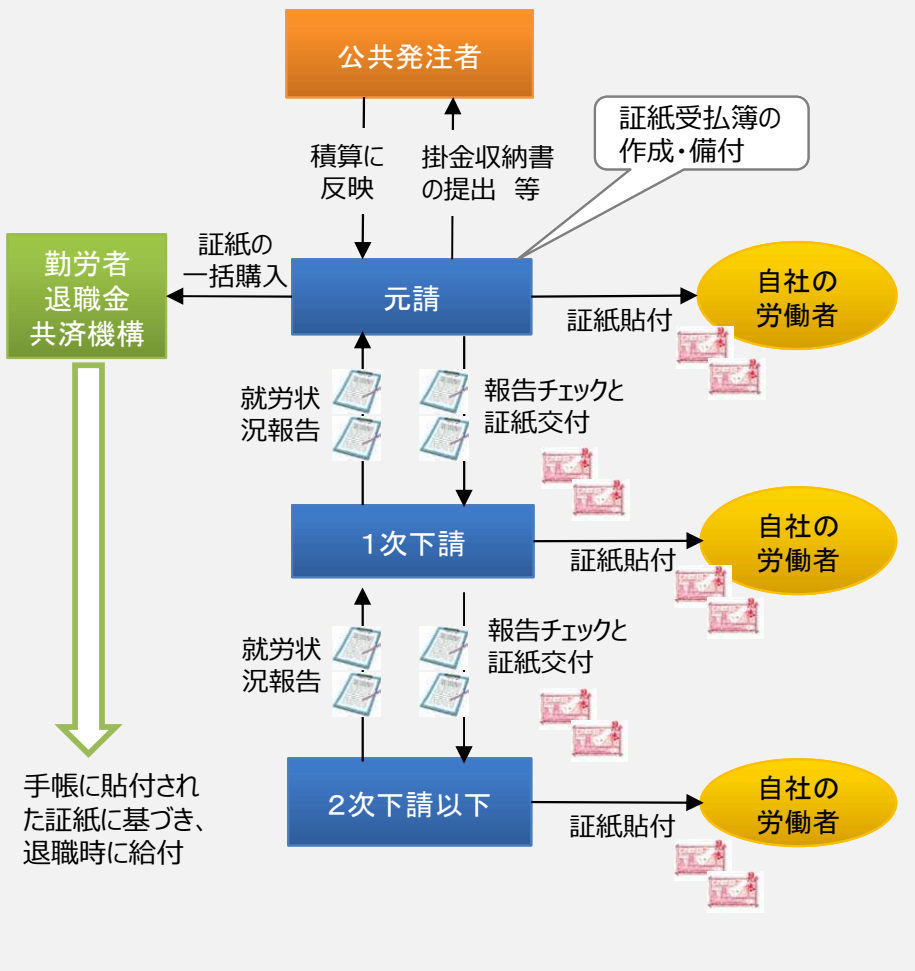 公共発注者
証紙受払簿の
作成・備付
積算に
反映
掛金収納書
の提出 等
勤労者
退職金
共済機構
証紙の
一括購入
元請
証紙貼付
自社の
労働者
就労状
況報告
報告チェックと
証紙交付
1次下請
証紙貼付
自社の
労働者
就労状
況報告
報告チェックと
証紙交付
手帳に貼付され
た証紙に基づき、
退職時に給付
2次下請以下
証紙貼付
自社の
労働者